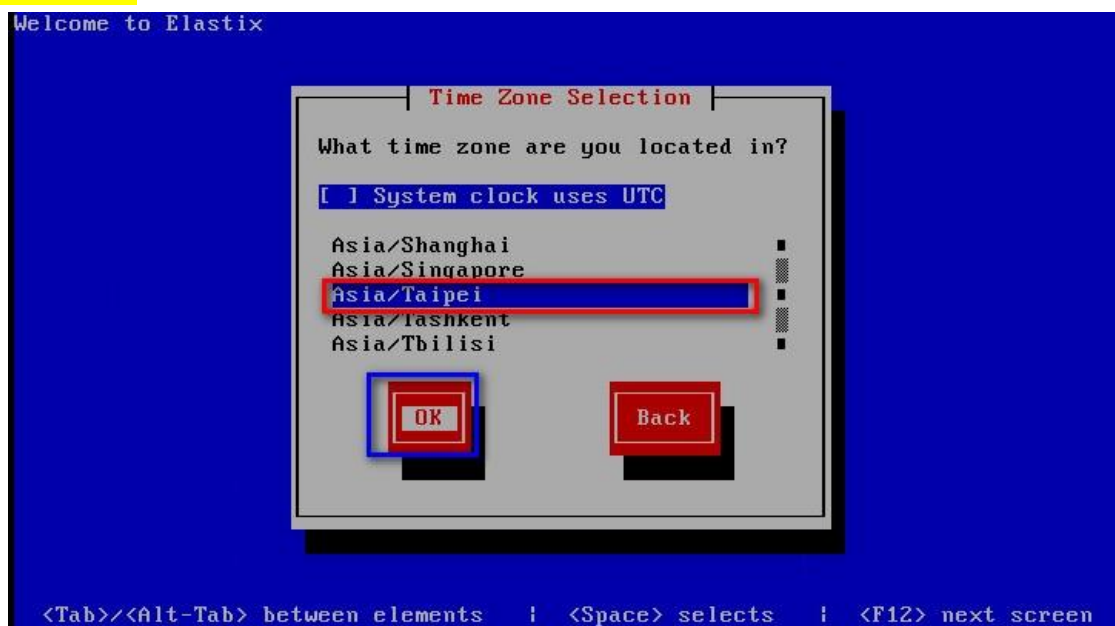 Welcome to Elastix
Time Zone Selection
What time zone are you located in?
[ ] System clock uses UTC
Asia/Shanghai
Asia/Singapore
Asia/Taipei
Asia/Tashkent
Asia/Tbilisi
OK Back
<Tab>/<Alt-Tab> between elements | <Space> selects | <F12> next screen